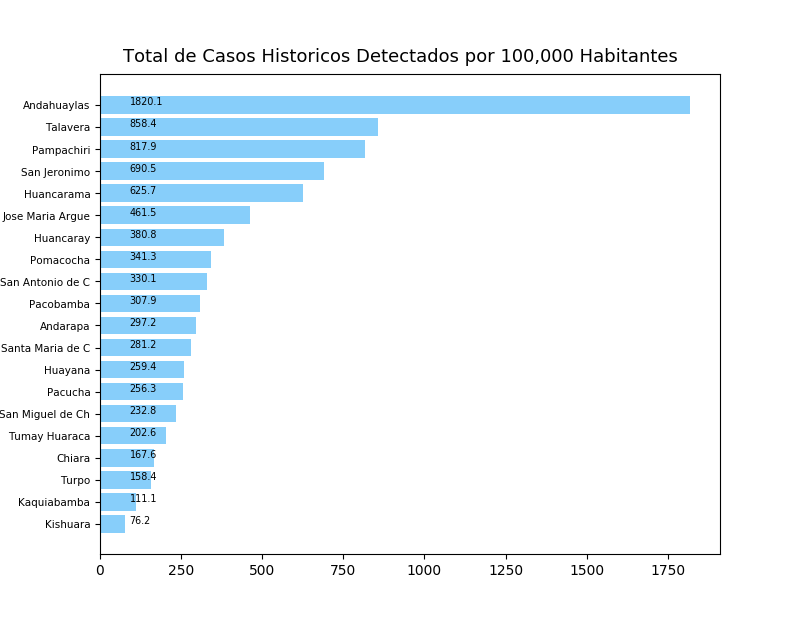 Total de Casos Historicos Detectados por 100,000 Habitantes
Andahuaylas 1820.1
Talavera 858.4
Pampachiri 817.9
San Jeronimo 690.5
Huancarama 625.7
Jose Maria Argue 461.5
Huancaray 380.8
Pomacocha 341.3
San Antonio de C 330.1
Pacobamba 307.9
Andarapa 297.2
Santa Maria de C 281.2
Huayana 259.4
Pacucha 256.3
San Miguel de Ch 232.8
Tumay Huaraca 202.6
Chiara 167.6
Turpo 158.4
Kaquiabamba 111.1
Kishuara 76.2
0 250 500 750 1000 1250 1500 1750